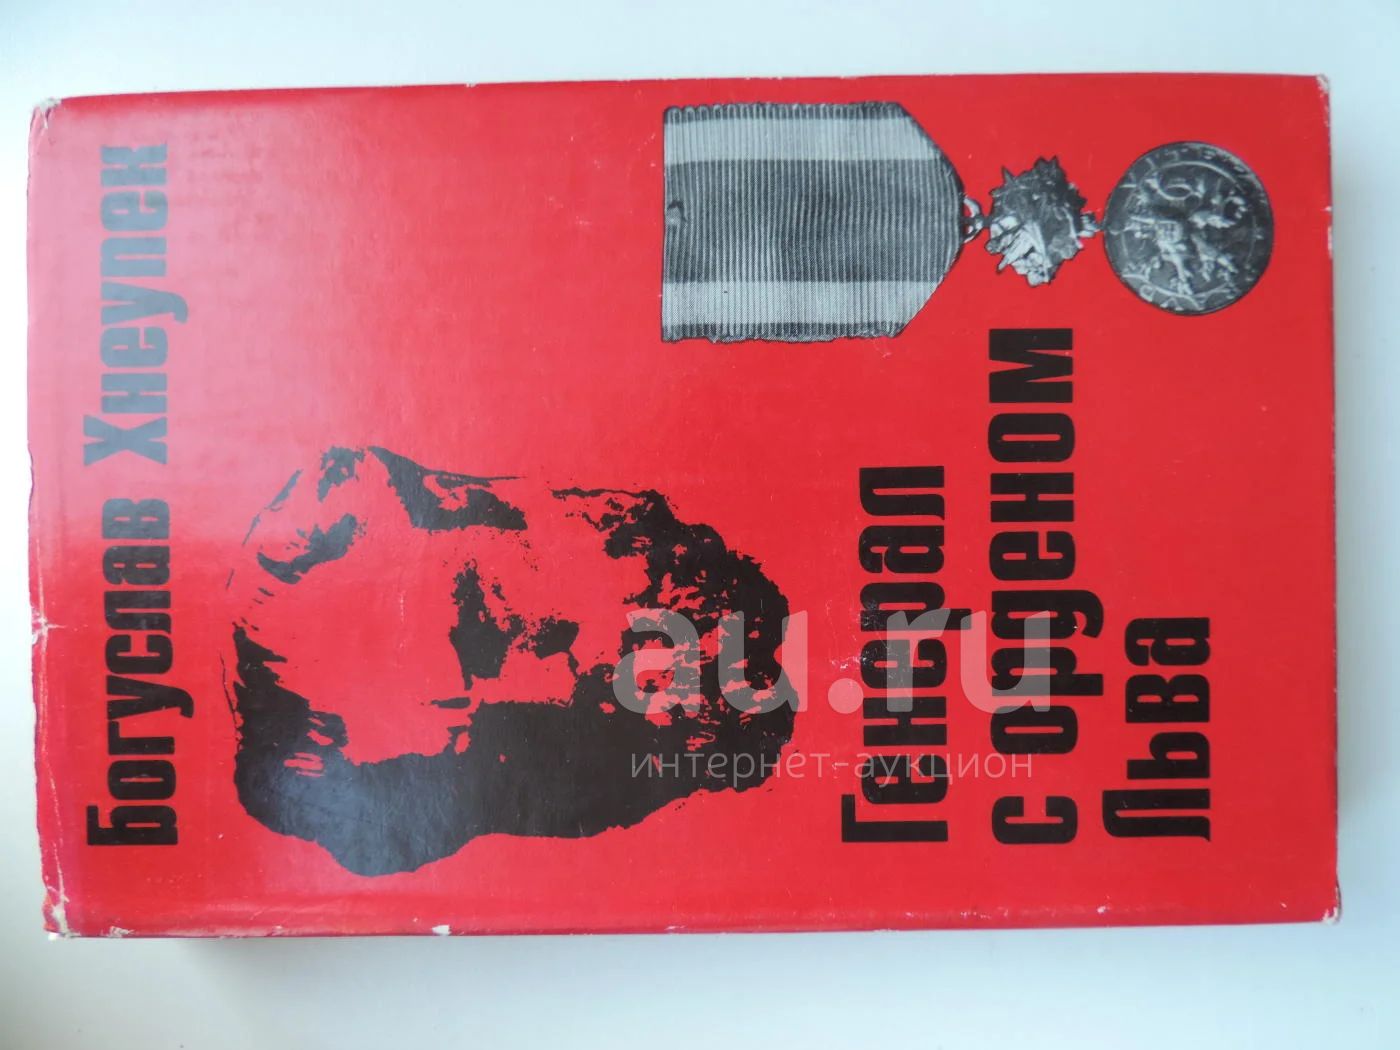 Богуслав Хнеупек
Генерал
с орденом
Льва
au.ru
интернет-аукцион